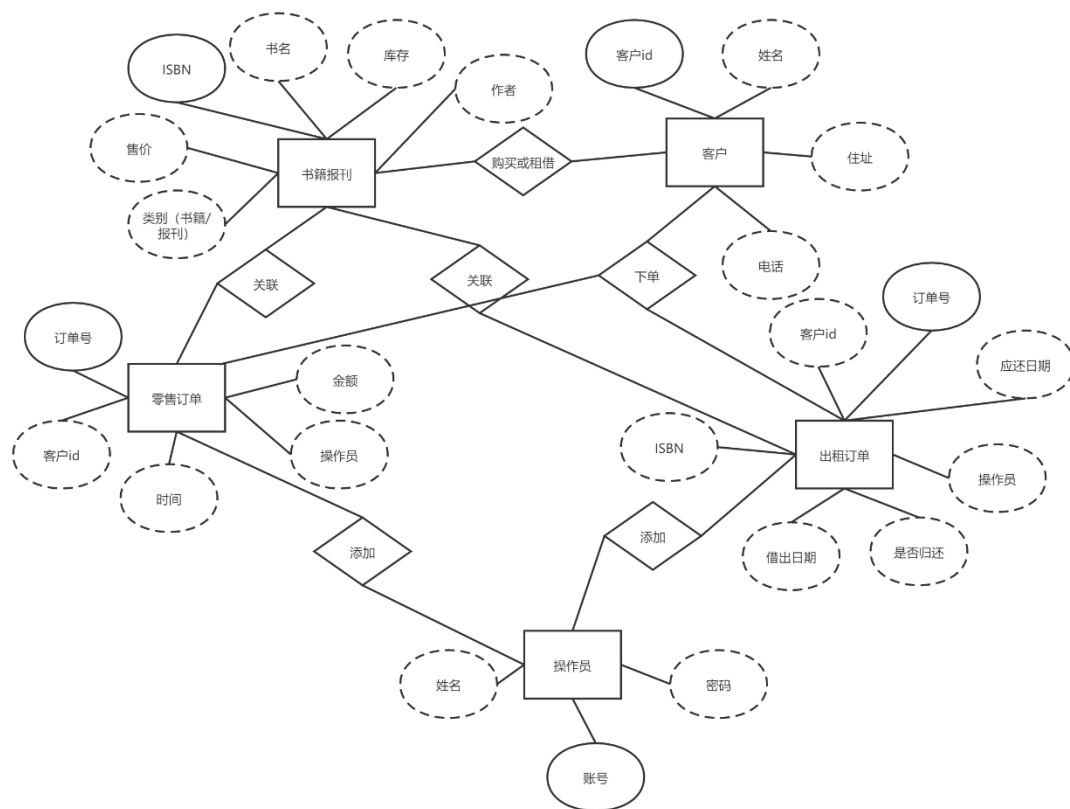 书名
客户id
姓名
库存
ISBN
作者
售价
书籍报刊
购买或租借
客户
住址
类别（书籍/
报刊）
电话
关联
关联
下单
订单号
客户id
订单号
应还日期
金额
零售订单
客户id
操作员
ISBN
出租订单
操作员
时间
添加
添加
借出日期
是否归还
姓名
操作员
密码
账号